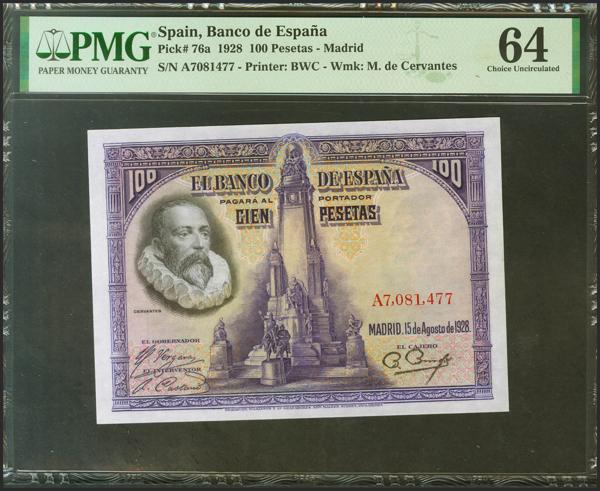 PMG
PAPER MONEY GUARANTY
Spain, Banco de España
Pick# 76a 1928 100 Pesetas - Madrid
S/N A7081477 - Printer: BWC - Wmk: M. de Cervantes
64
Choice Uncirculated
100
100
EL BANCO DE ESPAÑA
PAGARÁ AL PORTADOR
CIEN PESETAS
CERVANTES
A7,081,477
MADRID, 15 de Agosto de 1928.
EL GOBERNADOR
EL CAJERO
EL INTERVENTOR